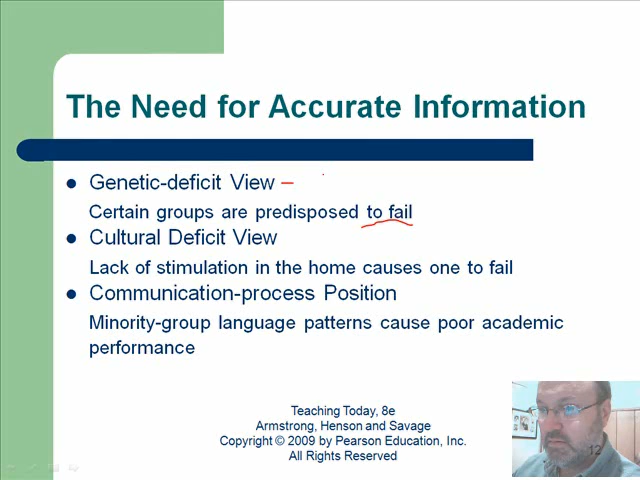 The Need for Accurate Information
Genetic-deficit View –
Certain groups are predisposed to fail
Cultural Deficit View
Lack of stimulation in the home causes one to fail
Communication-process Position
Minority-group language patterns cause poor academic
performance
Teaching Today, 8e
Armstrong, Henson and Savage
Copyright © 2009 by Pearson Education, Inc.
All Rights Reserved
12